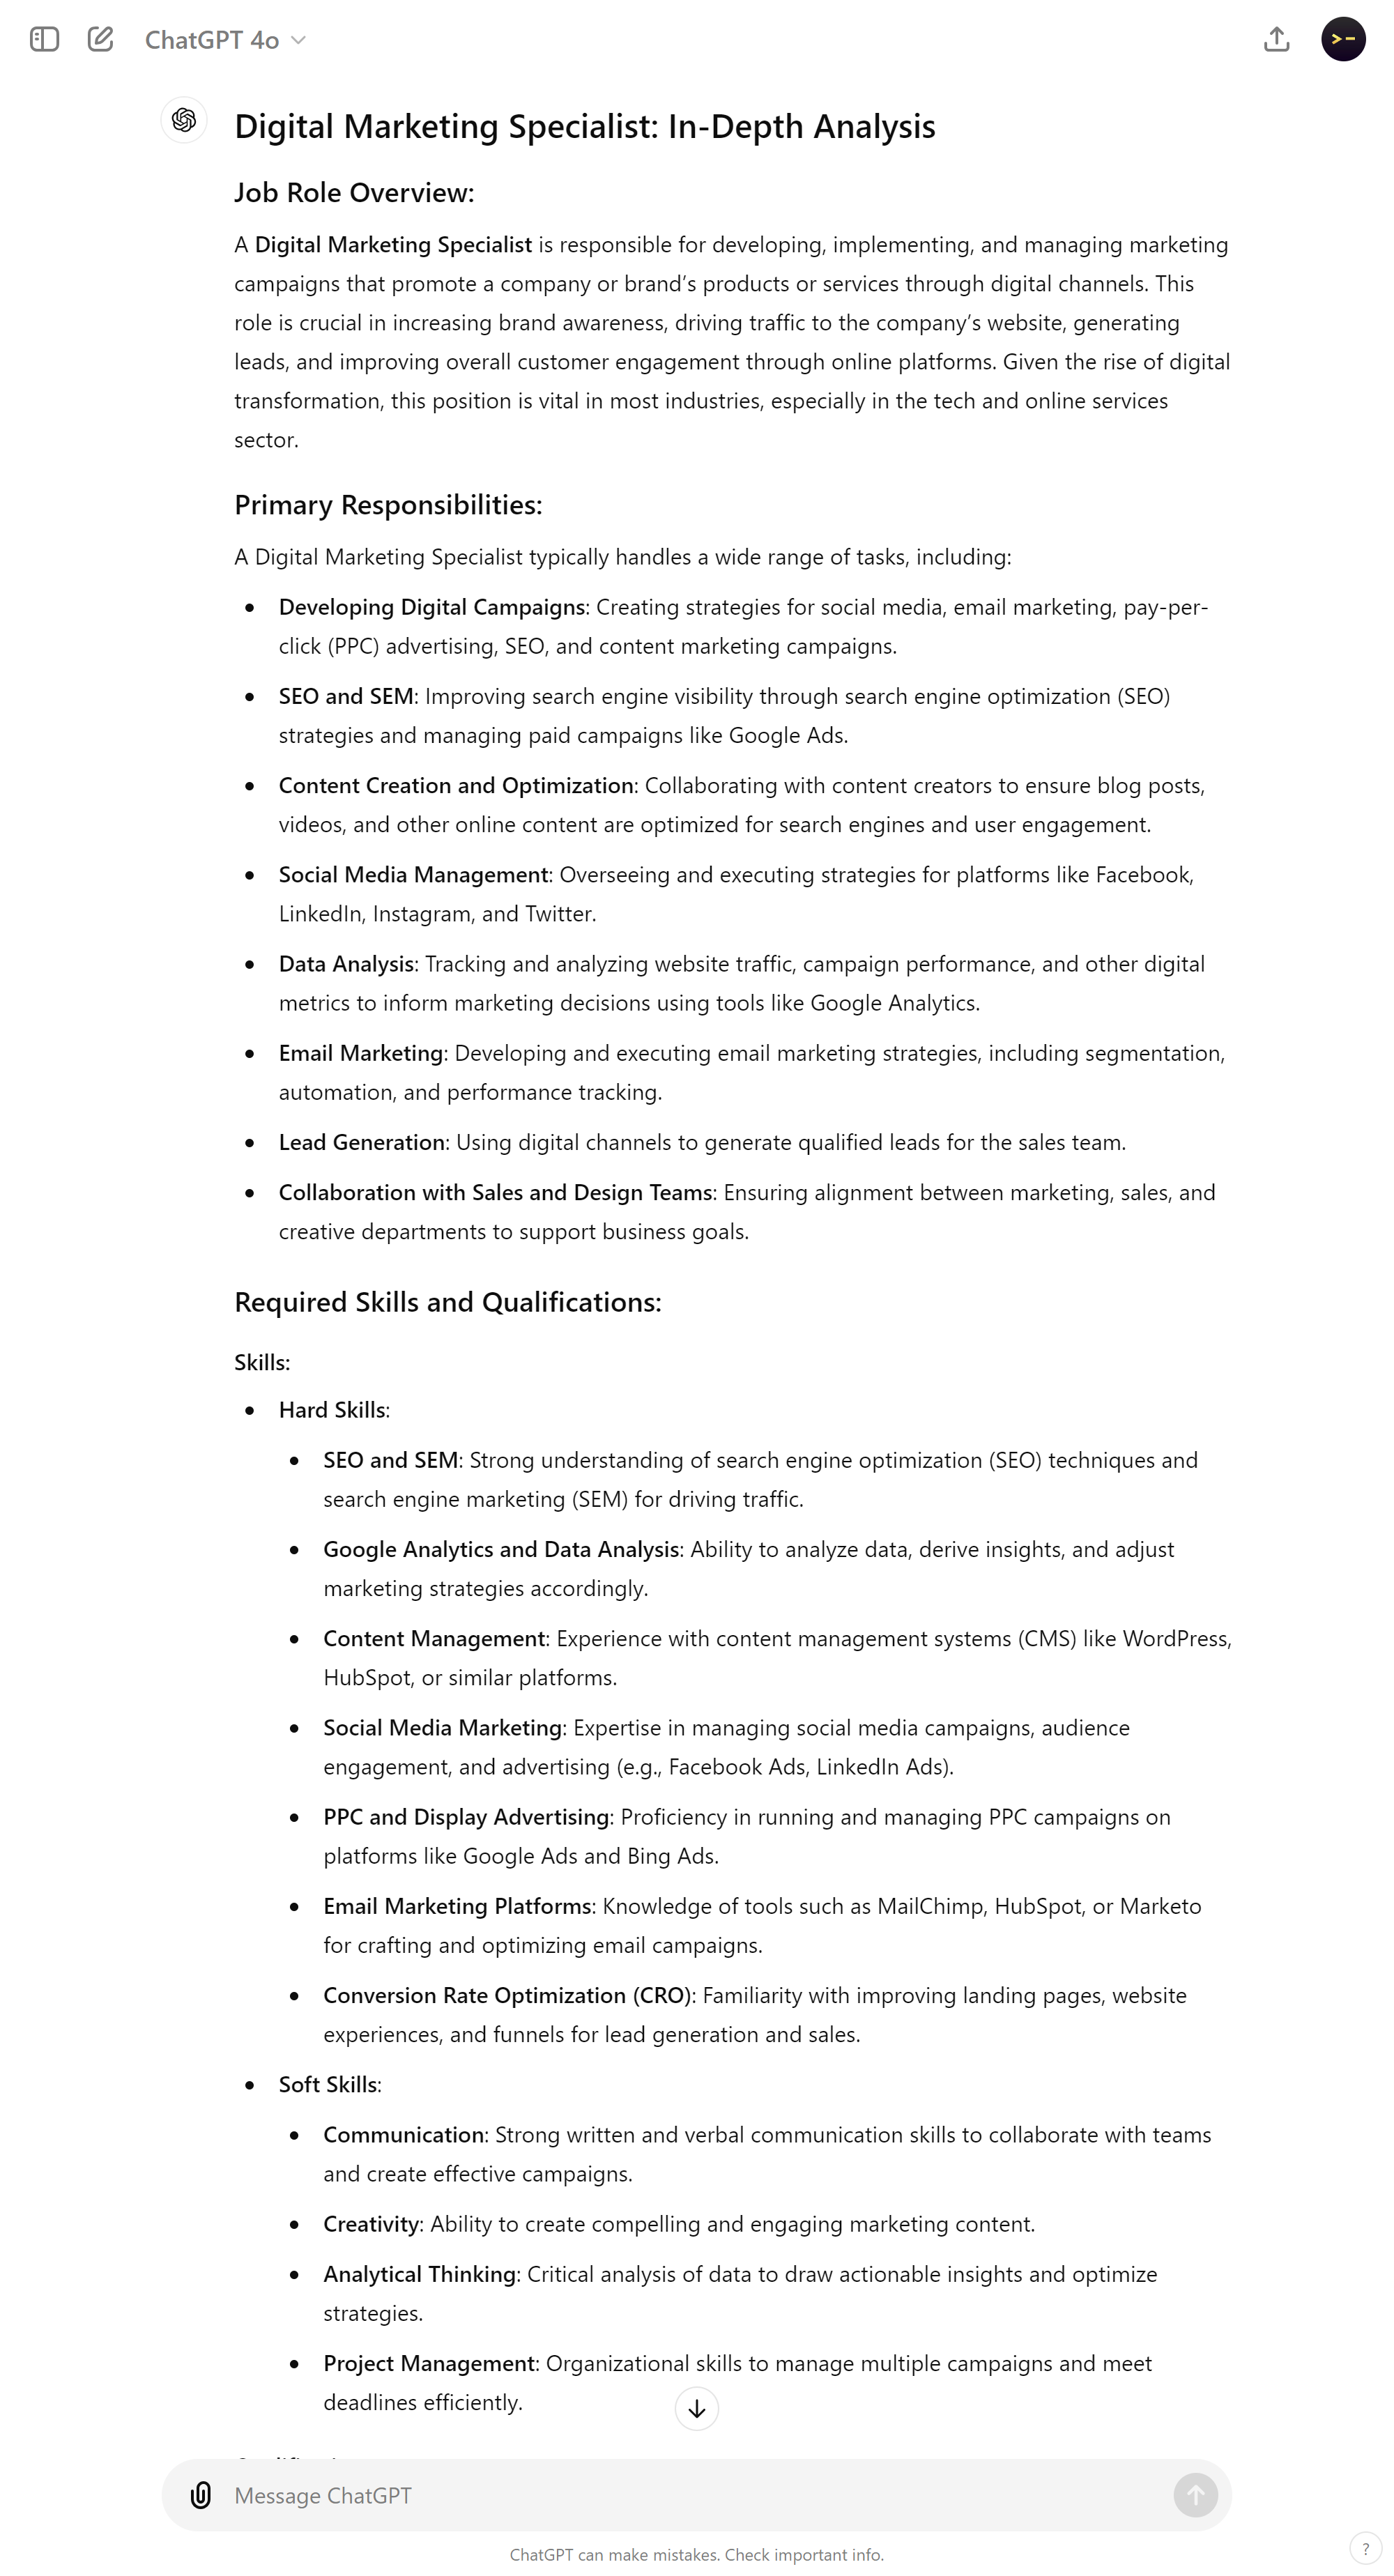 ChatGPT 4o
Digital Marketing Specialist: In-Depth Analysis
Job Role Overview:
A Digital Marketing Specialist is responsible for developing, implementing, and managing marketing
campaigns that promote a company or brand’s products or services through digital channels. This
role is crucial in increasing brand awareness, driving traffic to the company’s website, generating
leads, and improving overall customer engagement through online platforms. Given the rise of digital
transformation, this position is vital in most industries, especially in the tech and online services
sector.
Primary Responsibilities:
A Digital Marketing Specialist typically handles a wide range of tasks, including:
• Developing Digital Campaigns: Creating strategies for social media, email marketing, pay-per-
click (PPC) advertising, SEO, and content marketing campaigns.
• SEO and SEM: Improving search engine visibility through search engine optimization (SEO)
strategies and managing paid campaigns like Google Ads.
• Content Creation and Optimization: Collaborating with content creators to ensure blog posts,
videos, and other online content are optimized for search engines and user engagement.
• Social Media Management: Overseeing and executing strategies for platforms like Facebook,
LinkedIn, Instagram, and Twitter.
• Data Analysis: Tracking and analyzing website traffic, campaign performance, and other digital
metrics to inform marketing decisions using tools like Google Analytics.
• Email Marketing: Developing and executing email marketing strategies, including segmentation,
automation, and performance tracking.
• Lead Generation: Using digital channels to generate qualified leads for the sales team.
• Collaboration with Sales and Design Teams: Ensuring alignment between marketing, sales, and
creative departments to support business goals.
Required Skills and Qualifications:
Skills:
• Hard Skills:
• SEO and SEM: Strong understanding of search engine optimization (SEO) techniques and
search engine marketing (SEM) for driving traffic.
• Google Analytics and Data Analysis: Ability to analyze data, derive insights, and adjust
marketing strategies accordingly.
• Content Management: Experience with content management systems (CMS) like WordPress,
HubSpot, or similar platforms.
• Social Media Marketing: Expertise in managing social media campaigns, audience
engagement, and advertising (e.g., Facebook Ads, LinkedIn Ads).
• PPC and Display Advertising: Proficiency in running and managing PPC campaigns on
platforms like Google Ads and Bing Ads.
• Email Marketing Platforms: Knowledge of tools such as MailChimp, HubSpot, or Marketo
for crafting and optimizing email campaigns.
• Conversion Rate Optimization (CRO): Familiarity with improving landing pages, website
experiences, and funnels for lead generation and sales.
• Soft Skills:
• Communication: Strong written and verbal communication skills to collaborate with teams
and create effective campaigns.
• Creativity: Ability to create compelling and engaging marketing content.
• Analytical Thinking: Critical analysis of data to draw actionable insights and optimize
strategies.
• Project Management: Organizational skills to manage multiple campaigns and meet
deadlines efficiently.
Message ChatGPT
ChatGPT can make mistakes. Check important info.
?